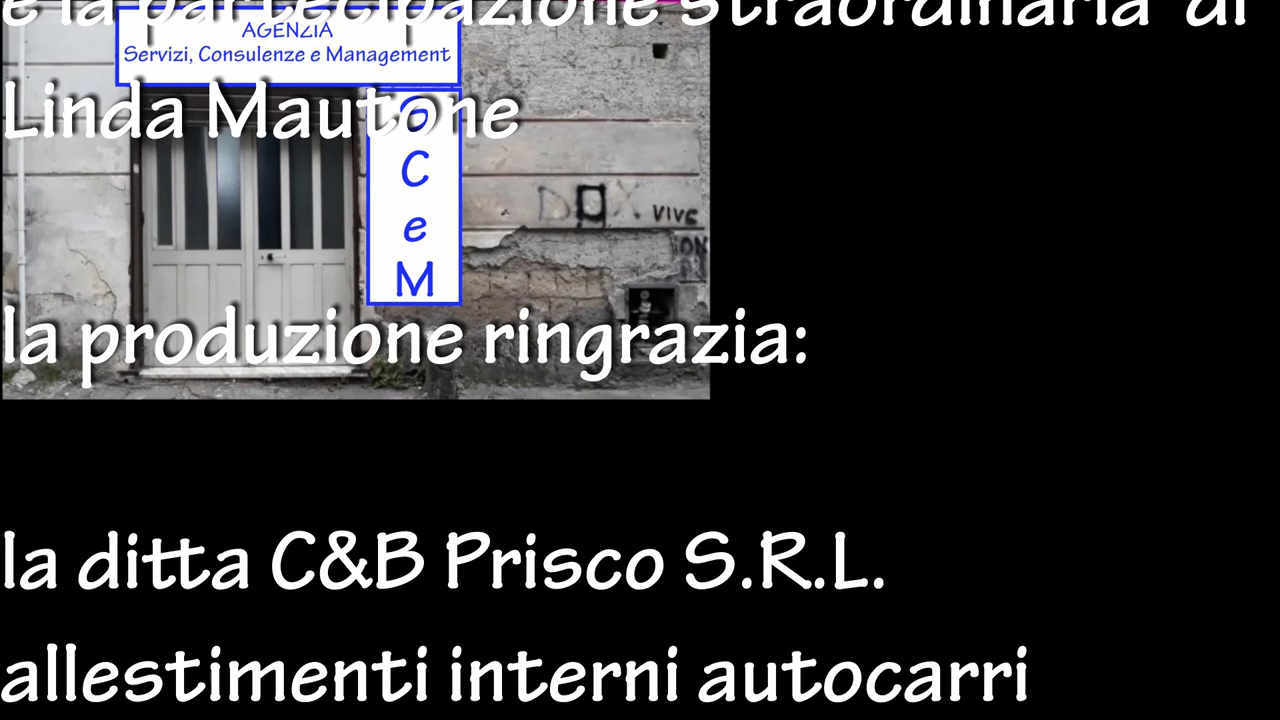 e la partecipazione straordinaria di
AGENZIA
Servizi, Consulenze e Management
Linda Mautone
o
C
e
M
DOX VIVE
la produzione ringrazia:
la ditta C&B Prisco S.R.L.
allestimenti interni autocarri